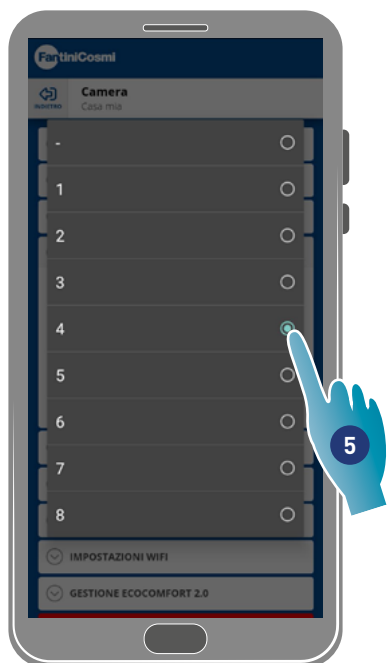 FantiniCosmi
INDIETRO
Camera
Casa mia
-
1
2
3
4
5
6
7
8
5
IMPOSTAZIONI WIFI
GESTIONE ECOCOMFORT 2.0